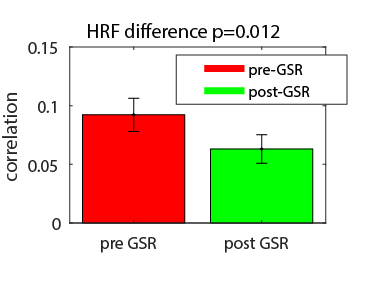 HRF difference p=0.012
0.15
pre-GSR
post-GSR
0.1
0.05
0
correlation
pre GSR
post GSR